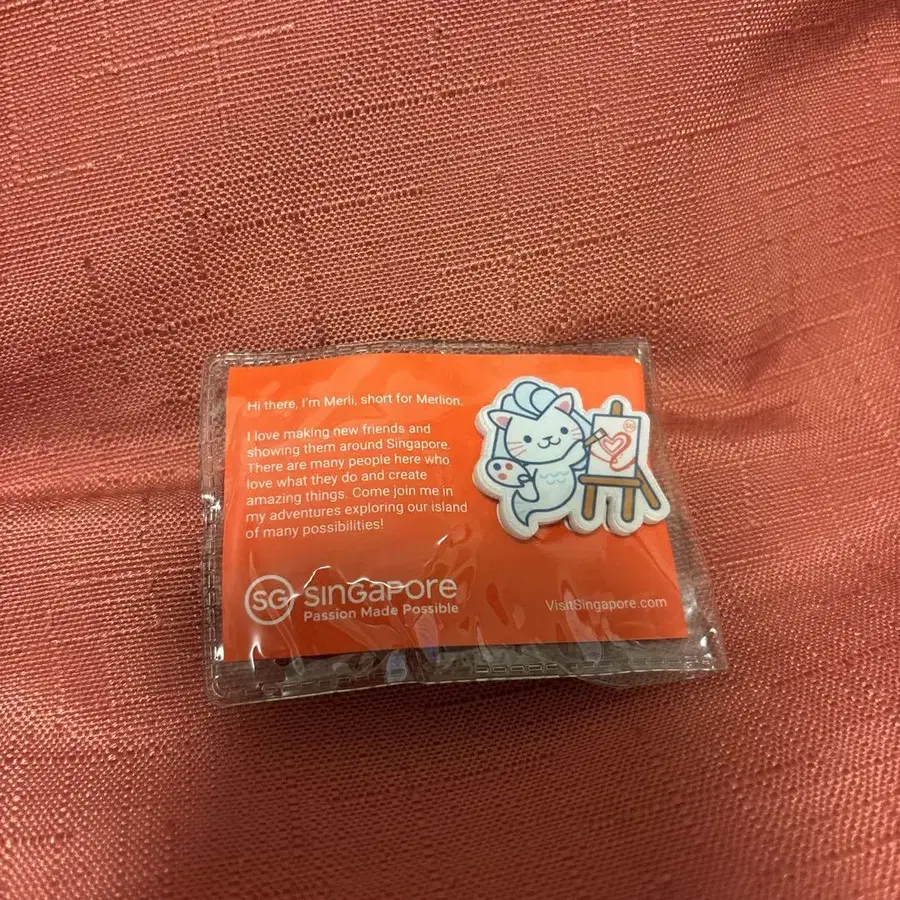 Hi there, I'm Merli, short for Merlion.
I love making new friends and
showing them around Singapore.
There are many people here who
love what they do and create
amazing things. Come join me in
my adventures exploring our island
of many possibilities!
SG SINGAPORE
Passion Made Possible
VisitSingapore.com
SG